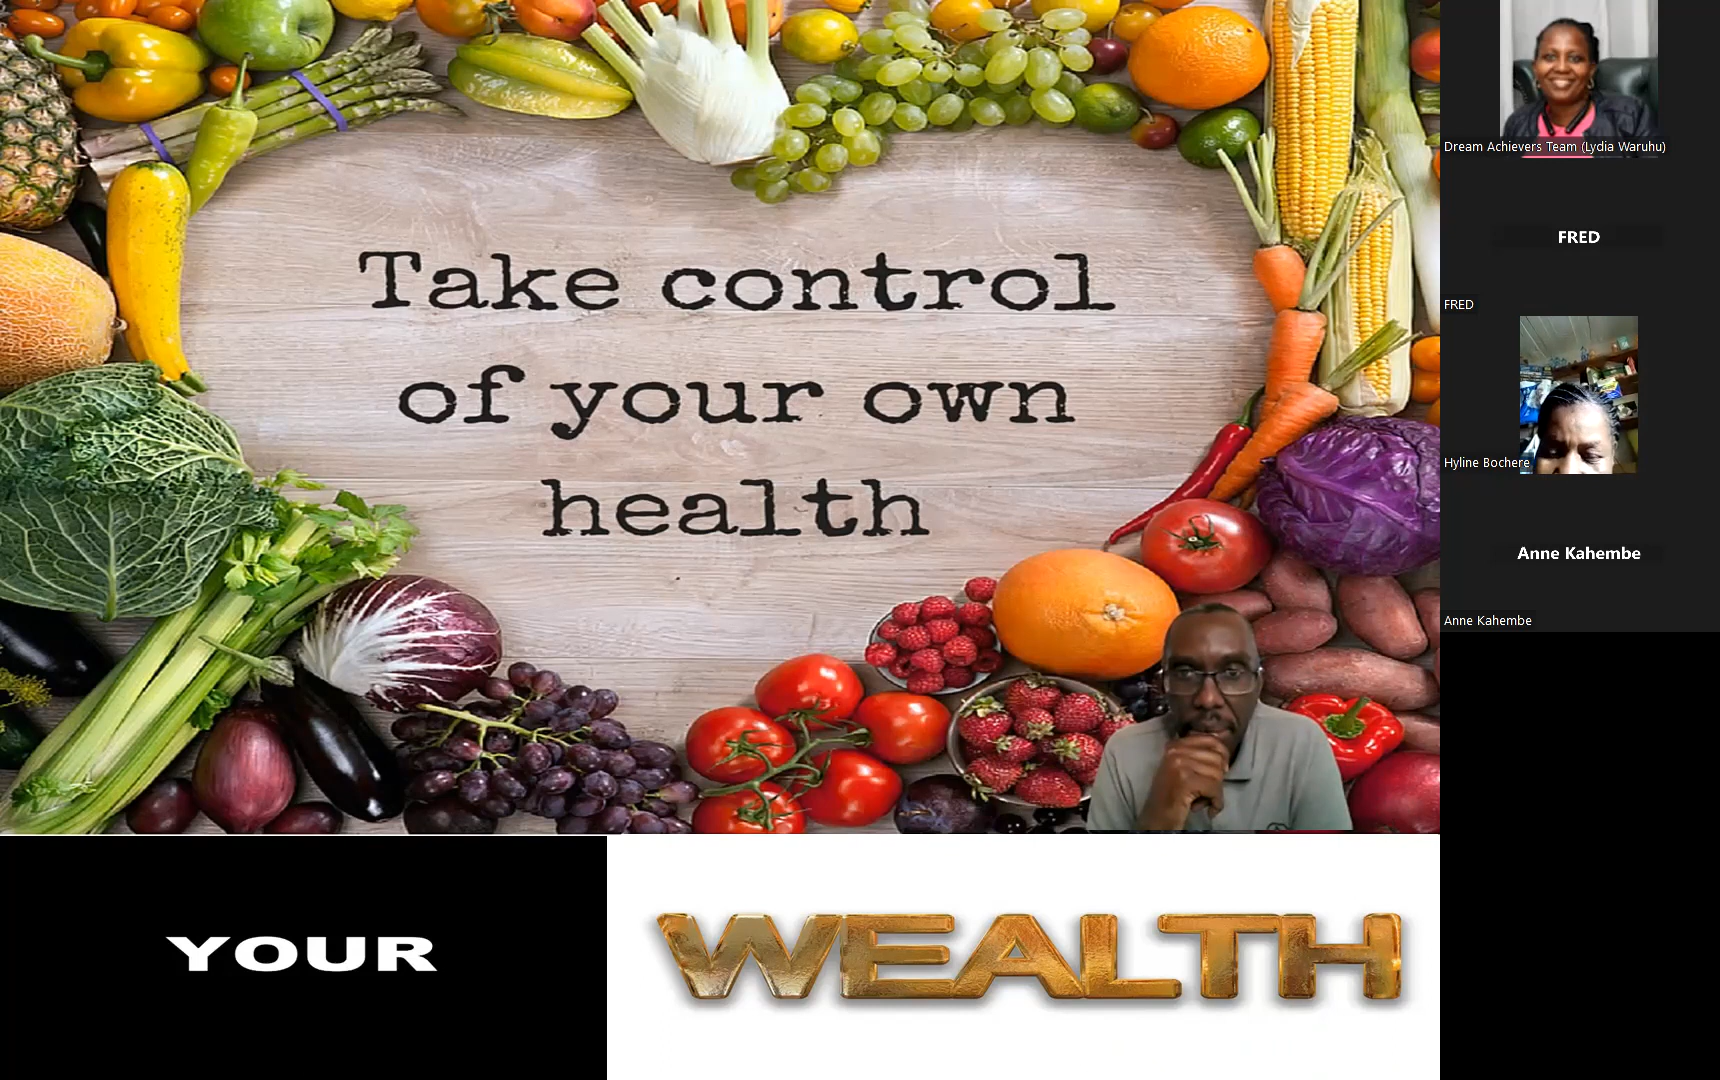 Take control
of your own
health
YOUR
WEALTH
Dream Achievers Team (Lydia Waruhu)
FRED
FRED
Hyline Bochere
Anne Kahembe
Anne Kahembe